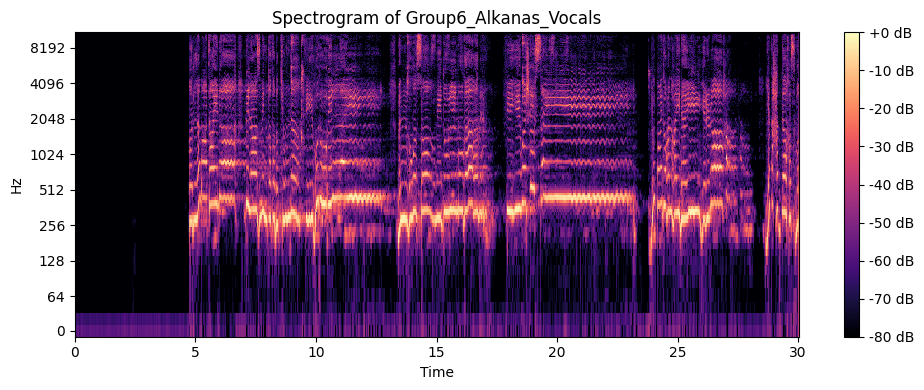 Spectrogram of Group6_Alkanas_Vocals
8192
4096
2048
1024
512
256
128
64
0
Hz
0 5 10 15 20 25 30
Time
+0 dB
-10 dB
-20 dB
-30 dB
-40 dB
-50 dB
-60 dB
-70 dB
-80 dB